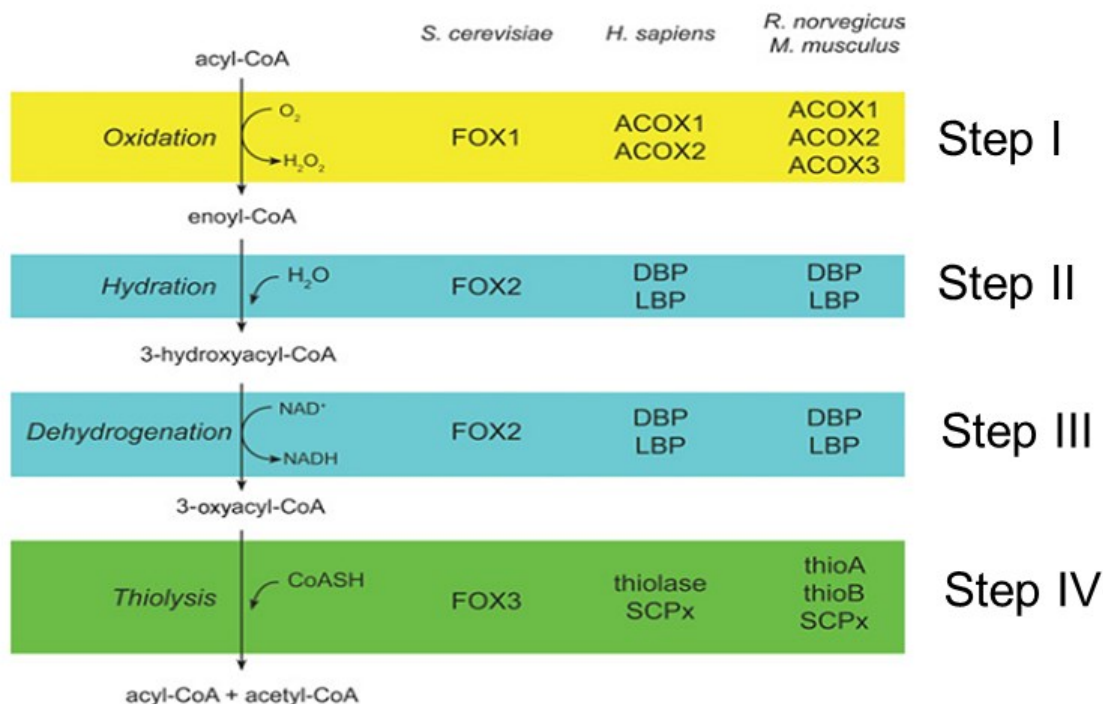 S. cerevisiae
H. sapiens
R. norvegicus
M. musculus
acyl-CoA
Oxidation
O₂
H₂O₂
FOX1
ACOX1
ACOX2
ACOX1
ACOX2
ACOX3
Step I
enoyl-CoA
Hydration
H₂O
FOX2
DBP
LBP
DBP
LBP
Step II
3-hydroxyacyl-CoA
Dehydrogenation
NAD⁺
NADH
FOX2
DBP
LBP
DBP
LBP
Step III
3-oxyacyl-CoA
Thiolysis
CoASH
FOX3
thiolase
SCPx
thioA
thioB
SCPx
Step IV
acyl-CoA + acetyl-CoA